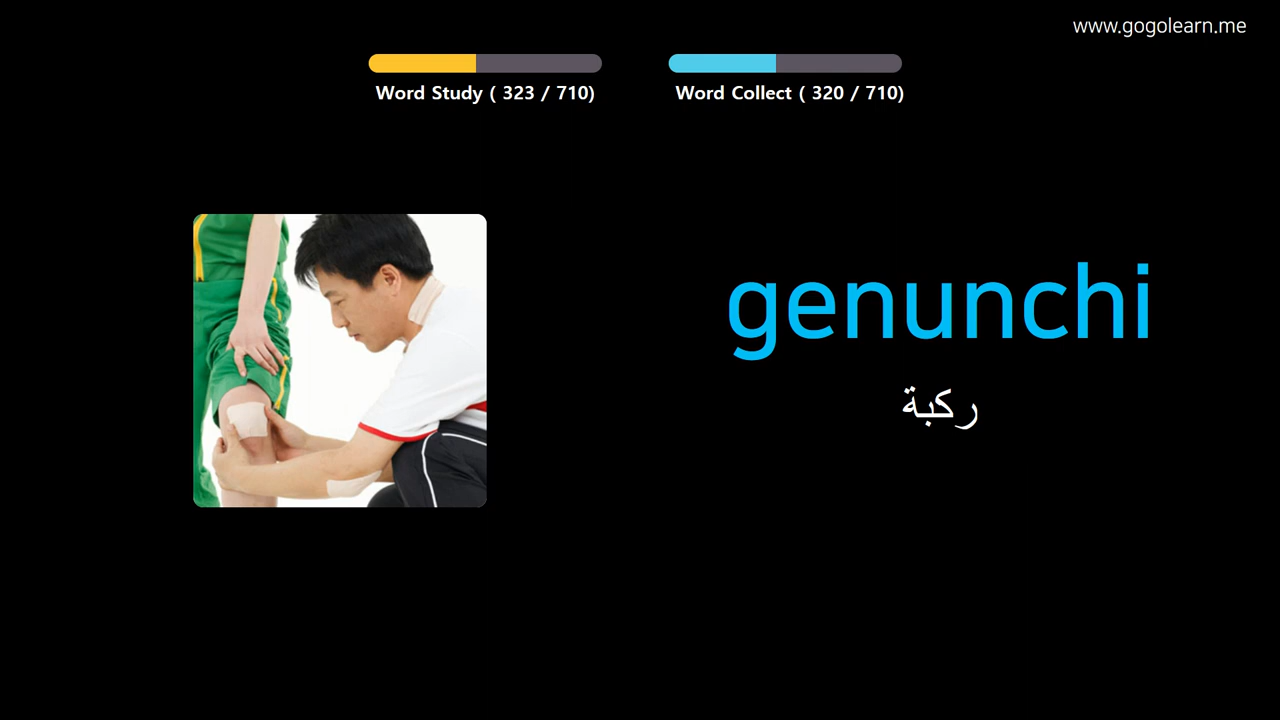 www.gogolearn.me
Word Study ( 323 / 710)
Word Collect ( 320 / 710)
genunchi
ركبة